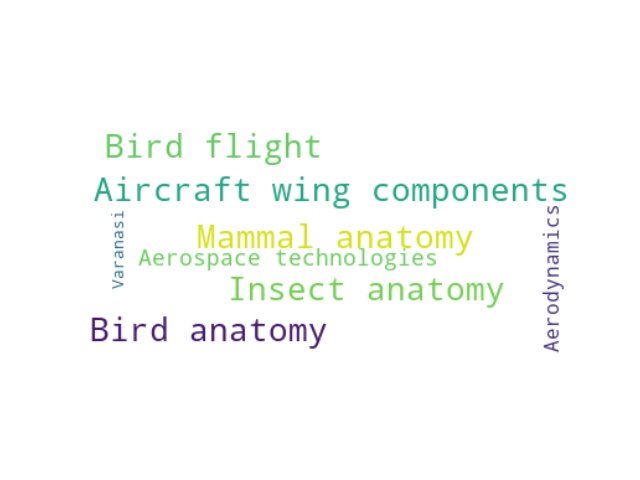 Bird flight
Aircraft wing components
Varanasi
Mammal anatomy
Aerodynamics
Aerospace technologies
Insect anatomy
Bird anatomy